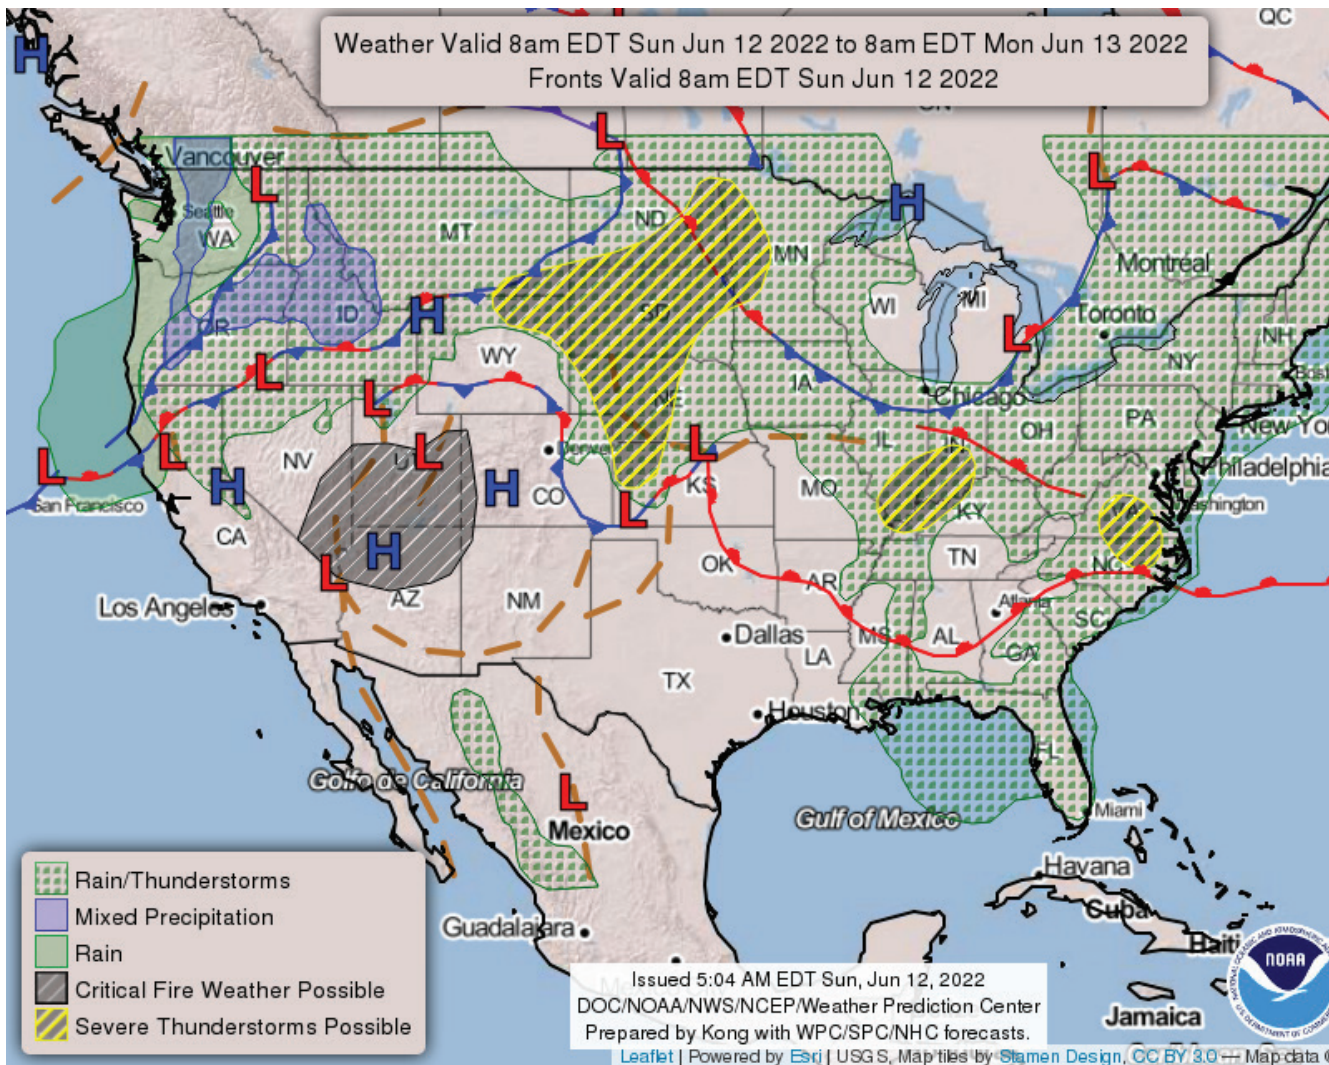 Weather Valid 8am EDT Sun Jun 12 2022 to 8am EDT Mon Jun 13 2022
Fronts Valid 8am EDT Sun Jun 12 2022
QC
ON
H
L
L
L
Vancouver
Seattle
WA
MT
ND
MN
H
Montréal
OR
ID
H
SD
WI
MI
L
Toronto
NH
NY
WY
L
L
IA
Chicago
NE
Boston
PA
OH
IN
IL
New York
Denver
L
L
NV
UT
L
L
Philadelphia
San Francisco
H
H
CO
KS
MO
KY
VA
Washington
CA
L
H
OK
TN
NC
L
AZ
NM
AR
Atlanta
Los Angeles
Dallas
MS
AL
SC
LA
GA
TX
Houston
FL
Golfo de California
L
Mexico
Gulf of Mexico
Miami
Havana
Cuba
Haiti
Guadalajara
Jamaica
Rain/Thunderstorms
Mixed Precipitation
Rain
Critical Fire Weather Possible
Severe Thunderstorms Possible
Issued 5:04 AM EDT Sun, Jun 12, 2022
DOC/NOAA/NWS/NCEP/Weather Prediction Center
Prepared by Kong with WPC/SPC/NHC forecasts.
NOAA
Leaflet | Powered by Esri | USGS, Map tiles by Stamen Design, CC BY 3.0 — Map data ©